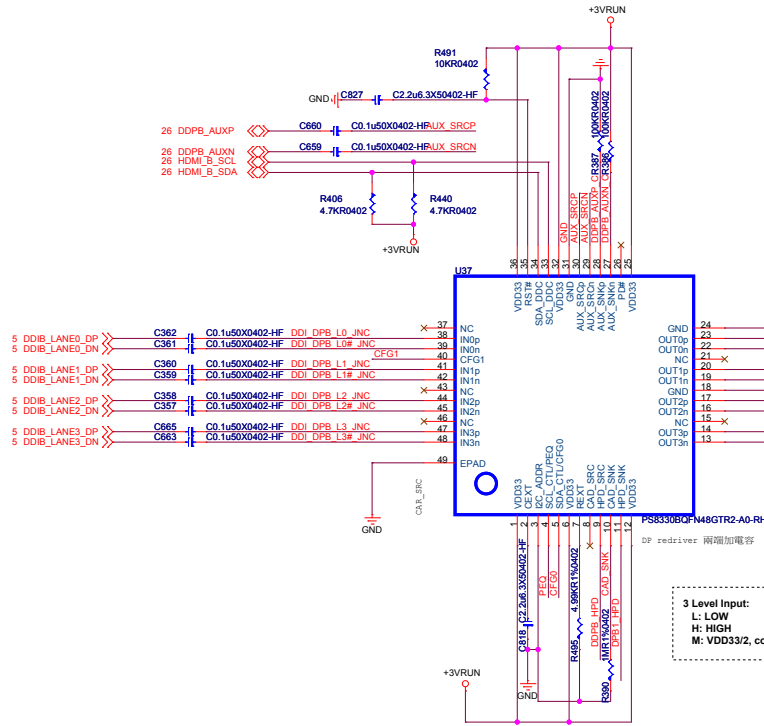 +3VRUN
R491
10KR0402
GND
C827
C2.2u6.3X50402-HF
26 DDPB_AUXP
C660
C0.1u50X0402-HF
AUX_SRCP
26 DDPB_AUXN
C659
C0.1u50X0402-HF
AUX_SRCN
26 HDMI_B_SCL
26 HDMI_B_SDA
R406
4.7KR0402
R440
4.7KR0402
+3VRUN
R387
100KR0402
R386
100KR0402
GND
AUX_SRCP
AUX_SRCN
DDPB_AUXP_C
DDPB_AUXN_C
36
35
34
33
32
31
30
29
28
27
26
25
U37
VDD33
RST#
SDA_DDC
SCL_DDC
VDD33
GND
AUX_SRCp
AUX_SRCn
AUX_SNKp
AUX_SNKn
PD#
VDD33
37 NC
5 DDIB_LANE0_DP C362 C0.1u50X0402-HF DDI_DPB_L0_JNC 38 IN0p
5 DDIB_LANE0_DN C361 C0.1u50X0402-HF DDI_DPB_L0#_JNC 39 IN0n
CFG1 40 CFG1
5 DDIB_LANE1_DP C360 C0.1u50X0402-HF DDI_DPB_L1_JNC 41 IN1p
5 DDIB_LANE1_DN C359 C0.1u50X0402-HF DDI_DPB_L1#_JNC 42 IN1n
43 NC
5 DDIB_LANE2_DP C358 C0.1u50X0402-HF DDI_DPB_L2_JNC 44 IN2p
5 DDIB_LANE2_DN C357 C0.1u50X0402-HF DDI_DPB_L2#_JNC 45 IN2n
46 NC
5 DDIB_LANE3_DP C665 C0.1u50X0402-HF DDI_DPB_L3_JNC 47 IN3p
5 DDIB_LANE3_DN C663 C0.1u50X0402-HF DDI_DPB_L3#_JNC 48 IN3n
49 EPAD
GND 24
OUT0p 23
OUT0n 22
NC 21
OUT1p 20
OUT1n 19
GND 18
OUT2p 17
OUT2n 16
NC 15
OUT3p 14
OUT3n 13
CAR_SRC
GND
VDD33
CEXT
I2C_ADDR
SCL_CTL/PEQ
SDA_CTL/CFG0
VDD33
REXT
CAD_SRC
HPD_SRC
CAD_SNK
HPD_SNK
VDD33
1
2
3
4
5
6
7
8
9
10
11
12
PS8330BQFN48GTR2-A0-RH
DP redriver 兩端加電容
C818
C2.2u6.3X50402-HF
PEQ
CFG0
R495
4.99KR1%0402
DDPB_HPD
CAD_SNK
DPB1_HPD
R390
1MR1%0402
GND
+3VRUN
3 Level Input:
L: LOW
H: HIGH
M: VDD33/2, co